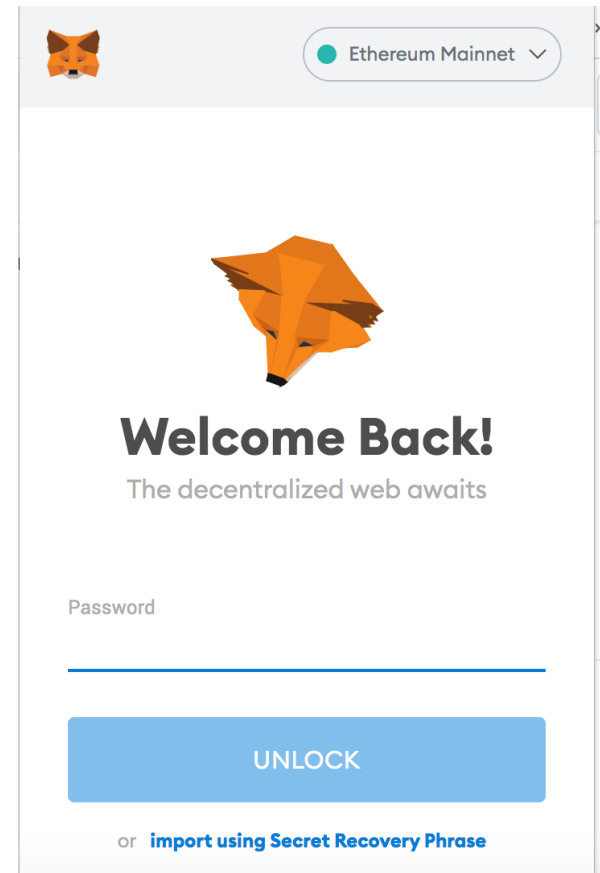 Ethereum Mainnet
Welcome Back!
The decentralized web awaits
Password
UNLOCK
or import using Secret Recovery Phrase